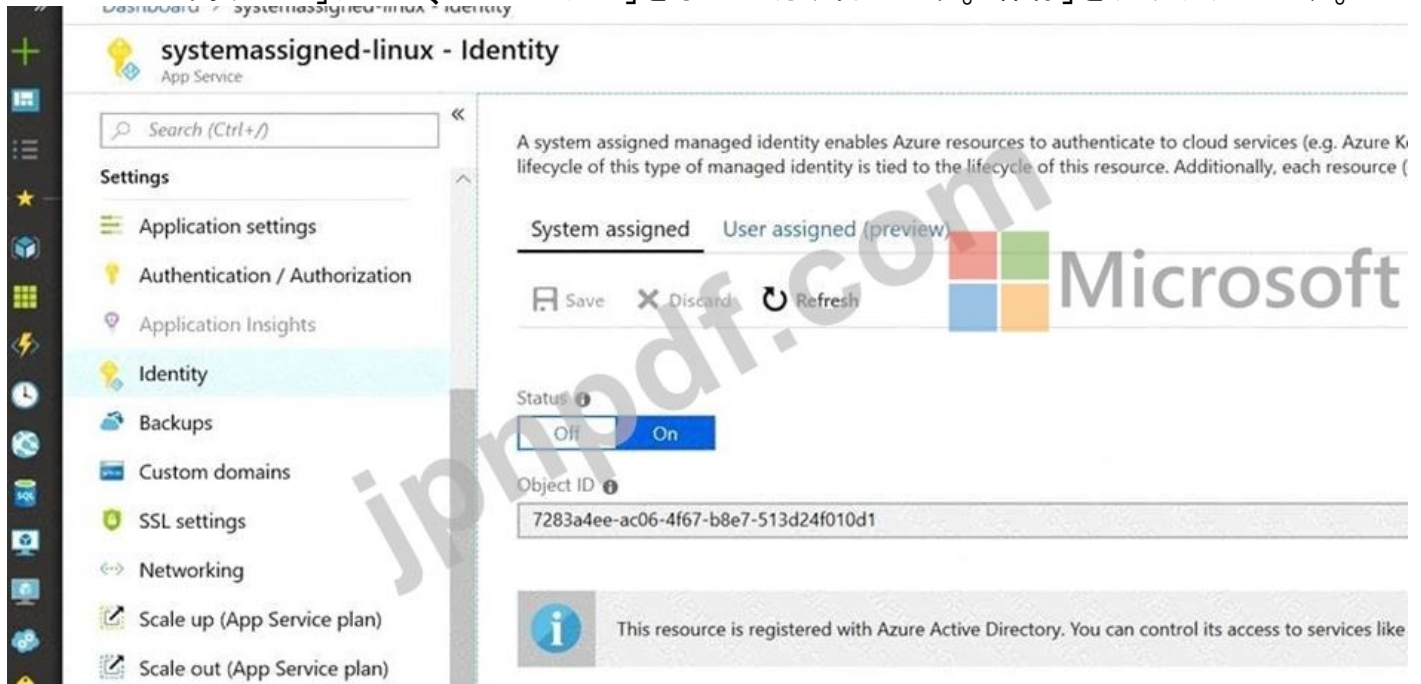 systemassigned-linux - Identity
App Service
Search (Ctrl+/)
«
Settings
Application settings
Authentication / Authorization
Application Insights
Identity
Backups
Custom domains
SSL settings
Networking
Scale up (App Service plan)
Scale out (App Service plan)
A system assigned managed identity enables Azure resources to authenticate to cloud services (e.g. Azure Ke
lifecycle of this type of managed identity is tied to the lifecycle of this resource. Additionally, each resource (
System assigned User assigned (preview)
Save Discard Refresh
Microsoft
Status
Off On
Object ID
7283a4ee-ac06-4f67-b8e7-513d24f010d1
This resource is registered with Azure Active Directory. You can control its access to services like
jpnpdf.com
SQL